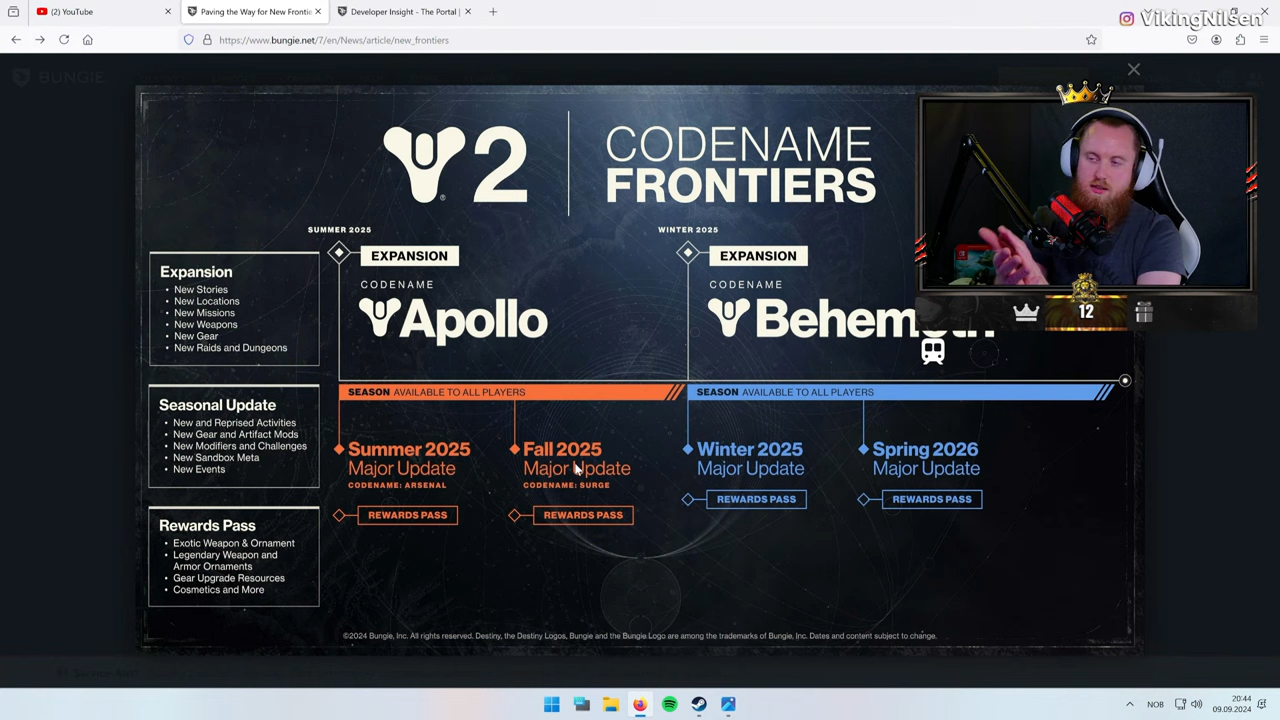 (2) YouTube
Paving the Way for New Frontie
Developer Insight - The Portal |
VikingNilsen
https://www.bungie.net/7/en/News/article/new_frontiers
BUNGIE
2
CODENAME
FRONTIERS
SUMMER 2025
WINTER 2025
EXPANSION
EXPANSION
CODENAME
CODENAME
Apollo
Behem
12
Expansion
• New Stories
• New Locations
• New Missions
• New Weapons
• New Gear
• New Raids and Dungeons
SEASON AVAILABLE TO ALL PLAYERS
SEASON AVAILABLE TO ALL PLAYERS
Seasonal Update
• New and Reprised Activities
• New Gear and Artifact Mods
• New Modifiers and Challenges
• New Sandbox Meta
• New Events
Summer 2025
Major Update
CODENAME: ARSENAL
REWARDS PASS
Fall 2025
Major Update
CODENAME: SURGE
REWARDS PASS
Winter 2025
Major Update
REWARDS PASS
Spring 2026
Major Update
REWARDS PASS
Rewards Pass
• Exotic Weapon & Ornament
• Legendary Weapon and
Armor Ornaments
• Gear Upgrade Resources
• Cosmetics and More
©2024 Bungie, Inc. All rights reserved. Destiny, the Destiny Logos, Bungie and the Bungie Logo are among the trademarks of Bungie, Inc. Dates and content subject to change.
NOB
20:44
09.09.2024